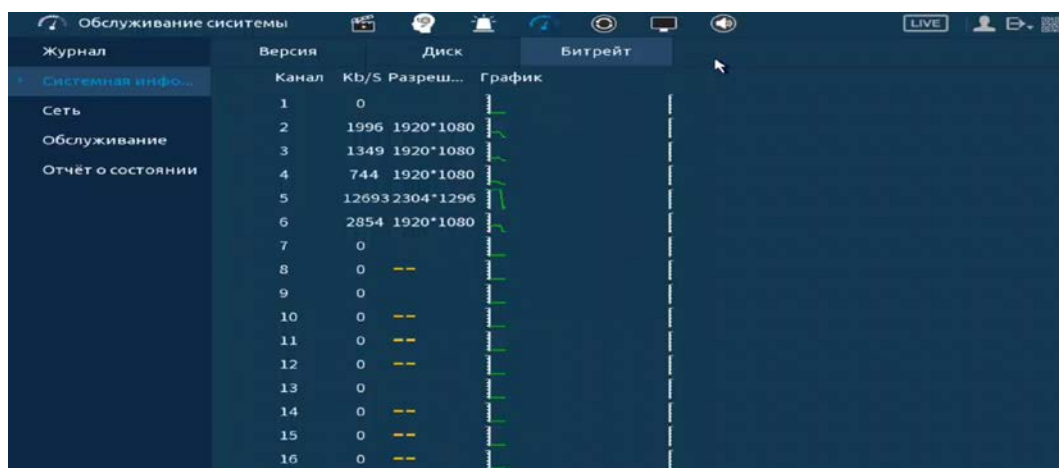 Обслуживание сиситемы LIVE
Журнал Версия Диск Битрейт
Системная инфо... Канал Kb/S Разреш... График
Сеть
Обслуживание
Отчёт о состоянии
1 0
2 1996 1920*1080
3 1349 1920*1080
4 744 1920*1080
5 12693 2304*1296
6 2854 1920*1080
7 0
8 0 --
9 0
10 0 --
11 0 --
12 0 --
13 0
14 0 --
15 0 --
16 0 --